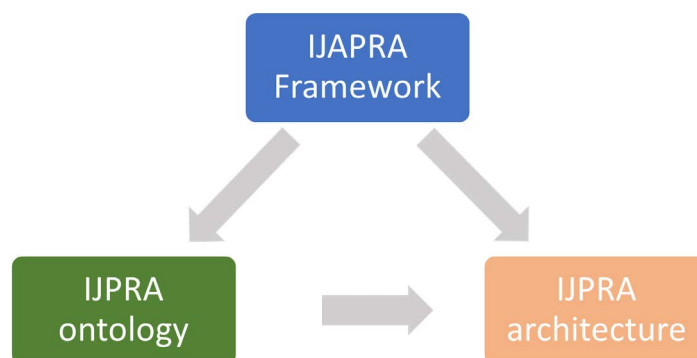 IJAPRA
Framework
IJPRA
ontology
IJPRA
architecture